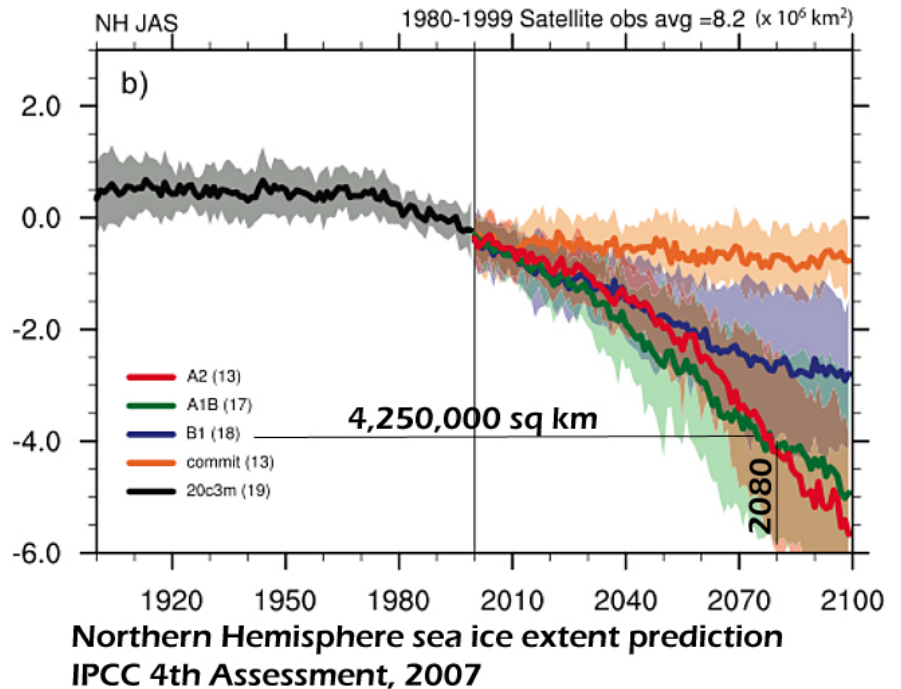 NH JAS
1980-1999 Satellite obs avg =8.2 (x 10⁶ km²)
b)
2.0
0.0
-2.0
-4.0
-6.0
A2 (13)
A1B (17)
B1 (18)
commit (13)
20c3m (19)
4,250,000 sq km
2080
1920 1950 1980 2010 2040 2070 2100
Northern Hemisphere sea ice extent prediction
IPCC 4th Assessment, 2007